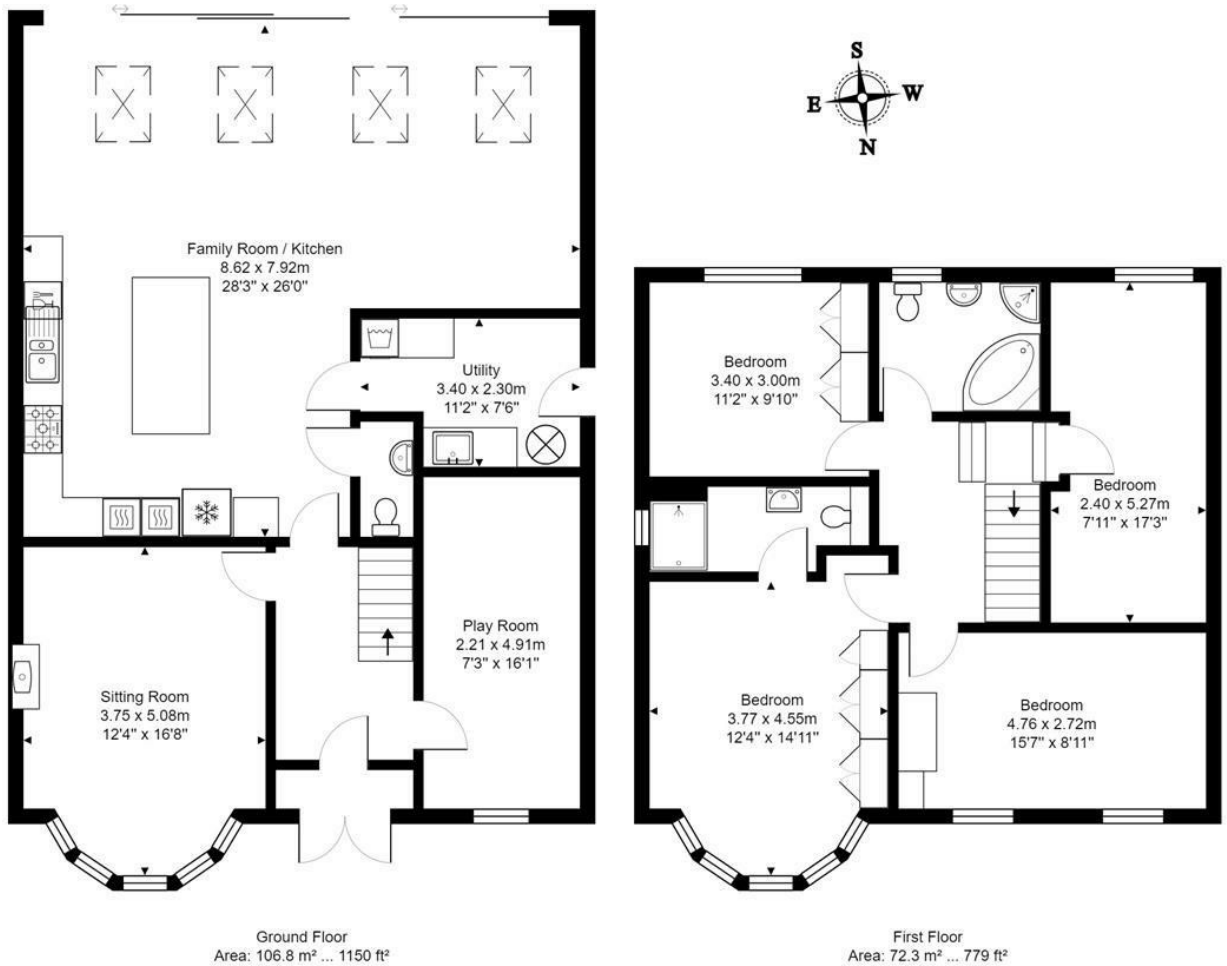 S
E
W
N
Family Room / Kitchen
8.62 x 7.92m
28'3" x 26'0"
Utility
3.40 x 2.30m
11'2" x 7'6"
Play Room
2.21 x 4.91m
7'3" x 16'1"
Sitting Room
3.75 x 5.08m
12'4" x 16'8"
Ground Floor
Area: 106.8 m² ... 1150 ft²
Bedroom
3.40 x 3.00m
11'2" x 9'10"
Bedroom
2.40 x 5.27m
7'11" x 17'3"
Bedroom
3.77 x 4.55m
12'4" x 14'11"
Bedroom
4.76 x 2.72m
15'7" x 8'11"
First Floor
Area: 72.3 m² ... 779 ft²